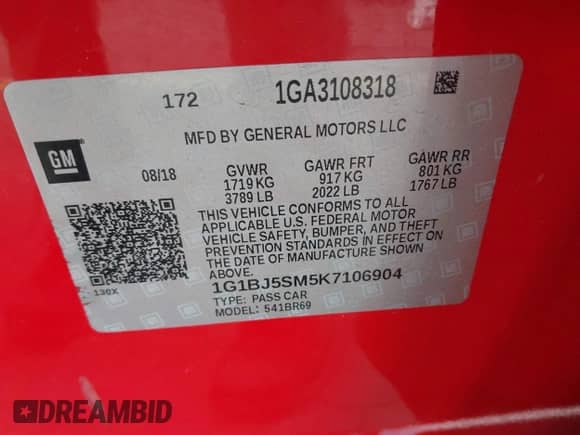 172 1GA3108318
MFD BY GENERAL MOTORS LLC
GM
08/18 GVWR GAWR FRT GAWR RR
1719 KG 917 KG 801 KG
3789 LB 2022 LB 1767 LB
THIS VEHICLE CONFORMS TO ALL
APPLICABLE U.S. FEDERAL MOTOR
VEHICLE SAFETY, BUMPER, AND THEFT
PREVENTION STANDARDS IN EFFECT ON
THE DATE OF MANUFACTURE SHOWN
ABOVE.
130X
1G1BJ5SM5K7106904
TYPE: PASS CAR
MODEL: 541BR69
DREAMBID